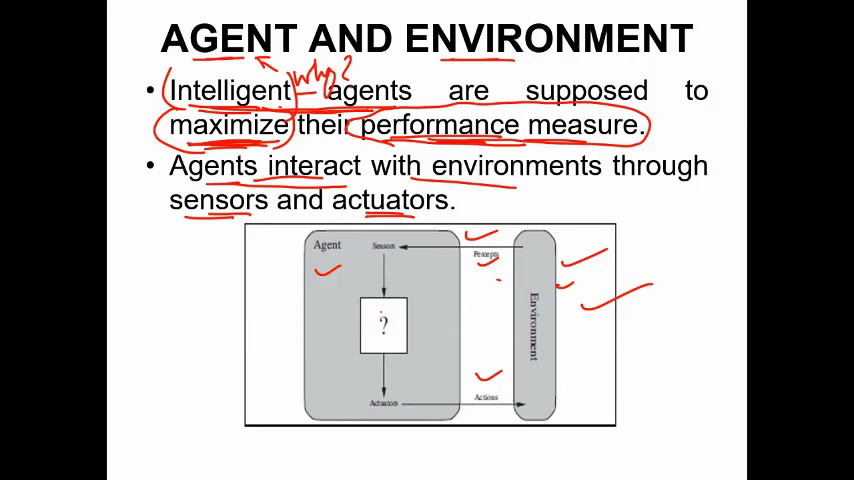 AGENT AND ENVIRONMENT
why?
• Intelligent agents are supposed to
maximize their performance measure.
• Agents interact with environments through
sensors and actuators.
Agent
Sensors
Percepts
?
Environment
Actuators
Actions